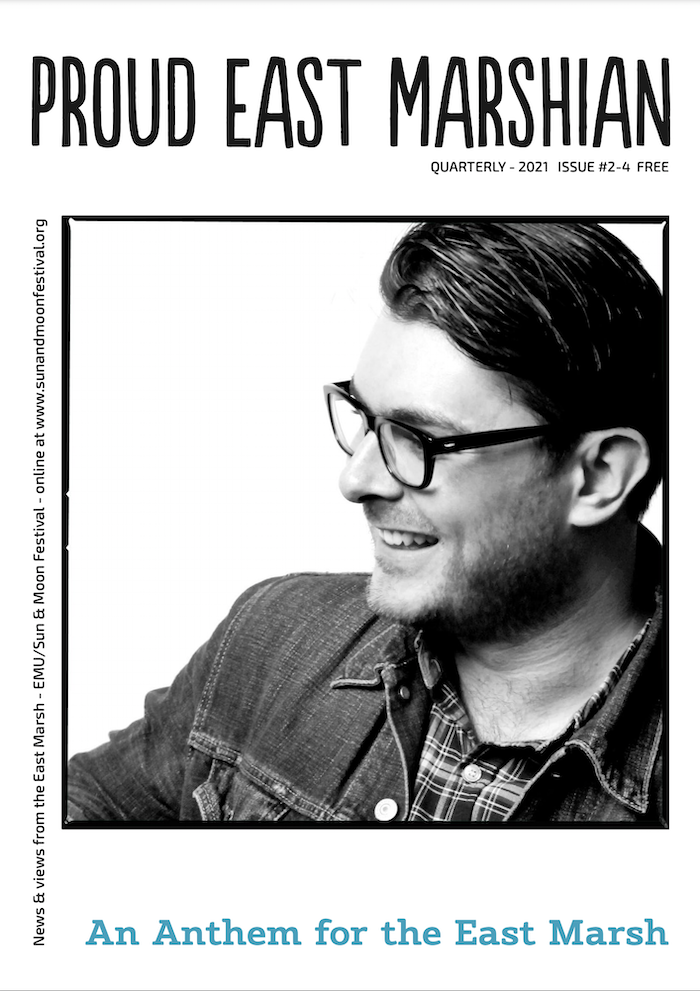 PROUD EAST MARSHIAN
QUARTERLY - 2021 ISSUE #2-4 FREE
News & views from the East Marsh - EMU/Sun & Moon Festival - online at www.sunandmoonfestival.org
An Anthem for the East Marsh